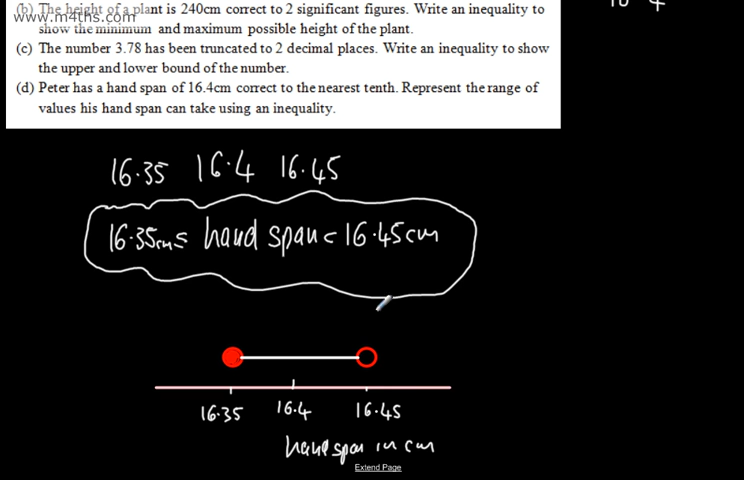 (b) The height of a plant is 240cm correct to 2 significant figures. Write an inequality to
www.m4ths.com
show the minimum and maximum possible height of the plant.
(c) The number 3.78 has been truncated to 2 decimal places. Write an inequality to show
the upper and lower bound of the number.
(d) Peter has a hand span of 16.4cm correct to the nearest tenth. Represent the range of
values his hand span can take using an inequality.
16.35 16.4 16.45
16.35cm ≤ hand span < 16.45cm
16.35 16.4 16.45
hand span in cm
Extend Page